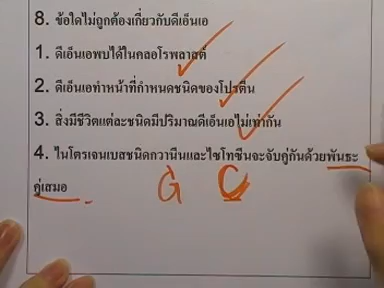 8. ข้อใดไม่ถูกต้องเกี่ยวกับดีเอ็นเอ
1. ดีเอ็นเอพบได้ในคลอโรพลาสต์
2. ดีเอ็นเอทำหน้าที่กำหนดชนิดของโปรตีน
3. สิ่งมีชีวิตแต่ละชนิดมีปริมาณดีเอ็นเอไม่เท่ากัน
4. ไนโตรเจนเบสชนิดกวานีนและไซโทซีนจะจับคู่กันด้วยพันธะ
คู่เสมอ
G C